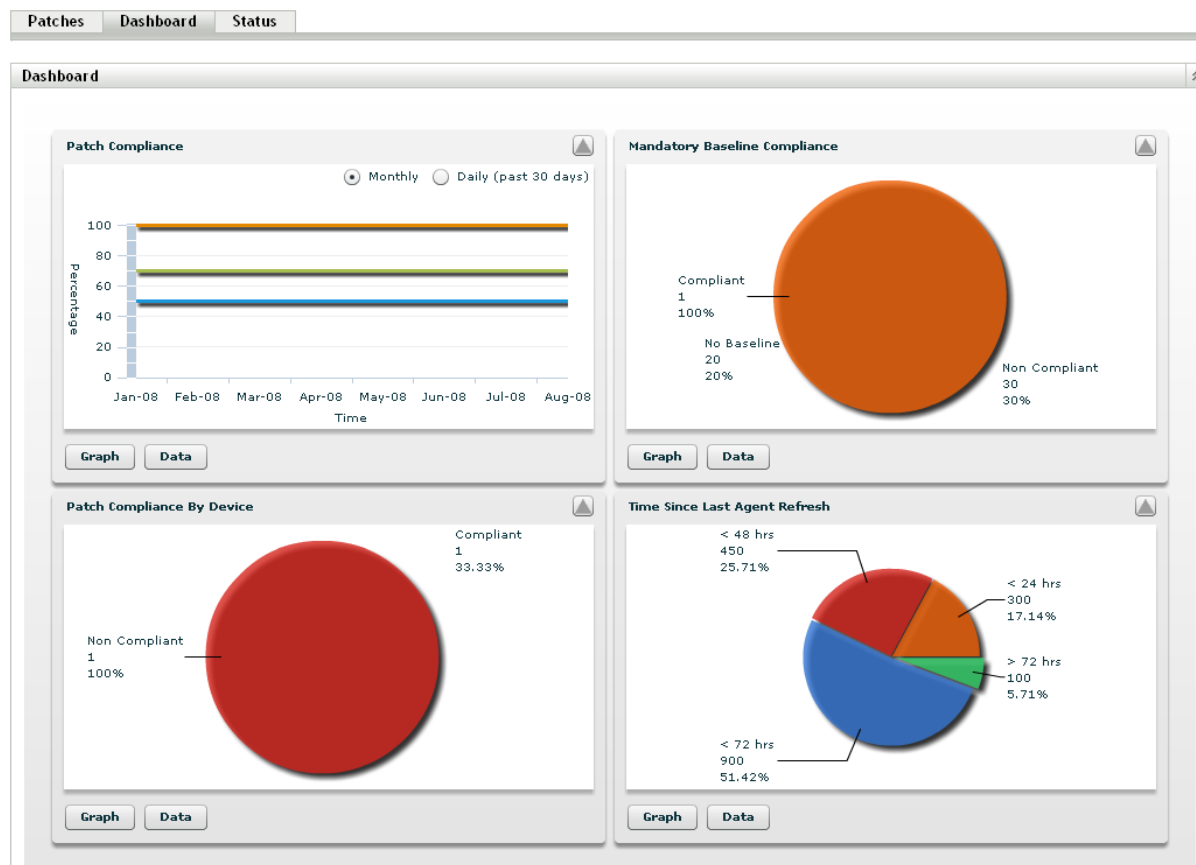 Patches Dashboard Status
Dashboard
Patch Compliance
Monthly Daily (past 30 days)
Percentage
100
80
60
40
20
0
Jan-08 Feb-08 Mar-08 Apr-08 May-08 Jun-08 Jul-08 Aug-08
Time
Graph Data
Mandatory Baseline Compliance
Compliant
1
100%
No Baseline
20
20%
Non Compliant
30
30%
Graph Data
Patch Compliance By Device
Compliant
1
33.33%
Non Compliant
1
100%
Graph Data
Time Since Last Agent Refresh
< 48 hrs
450
25.71%
< 24 hrs
300
17.14%
> 72 hrs
100
5.71%
< 72 hrs
900
51.42%
Graph Data